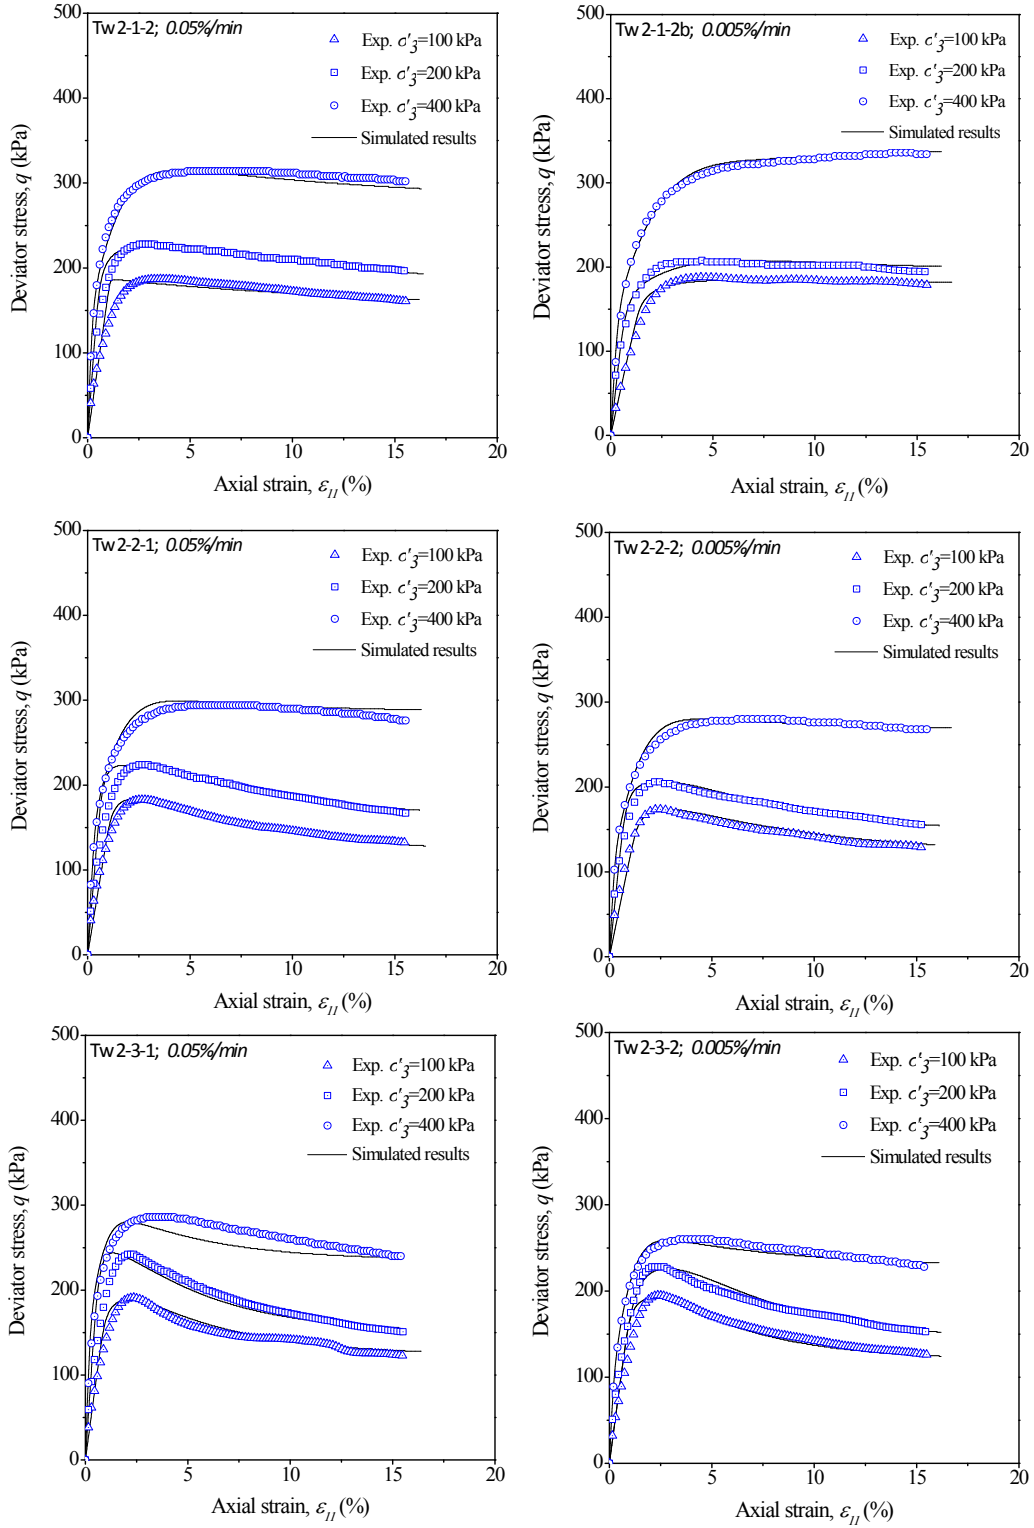 Tw2-1-2; 0.05%/min
Exp. σ'3=100 kPa
Exp. σ'3=200 kPa
Exp. σ'3=400 kPa
Simulated results
Deviator stress, q (kPa)
500
400
300
200
100
0
0 5 10 15 20
Axial strain, ε11 (%)
Tw2-1-2b; 0.005%/min
Exp. σ'3=100 kPa
Exp. σ'3=200 kPa
Exp. σ'3=400 kPa
Simulated results
Deviator stress, q (kPa)
500
400
300
200
100
0
0 5 10 15 20
Axial strain, ε11 (%)
Tw2-2-1; 0.05%/min
Exp. σ'3=100 kPa
Exp. σ'3=200 kPa
Exp. σ'3=400 kPa
Simulated results
Deviator stress, q (kPa)
500
400
300
200
100
0
0 5 10 15 20
Axial strain, ε11 (%)
Tw2-2-2; 0.005%/min
Exp. σ'3=100 kPa
Exp. σ'3=200 kPa
Exp. σ'3=400 kPa
Simulated results
Deviator stress, q (kPa)
500
400
300
200
100
0
0 5 10 15 20
Axial strain, ε11 (%)
Tw2-3-1; 0.05%/min
Exp. σ'3=100 kPa
Exp. σ'3=200 kPa
Exp. σ'3=400 kPa
Simulated results
Deviator stress, q (kPa)
500
400
300
200
100
0
0 5 10 15 20
Axial strain, ε11 (%)
Tw2-3-2; 0.005%/min
Exp. σ'3=100 kPa
Exp. σ'3=200 kPa
Exp. σ'3=400 kPa
Simulated results
Deviator stress, q (kPa)
500
400
300
200
100
0
0 5 10 15 20
Axial strain, ε11 (%)